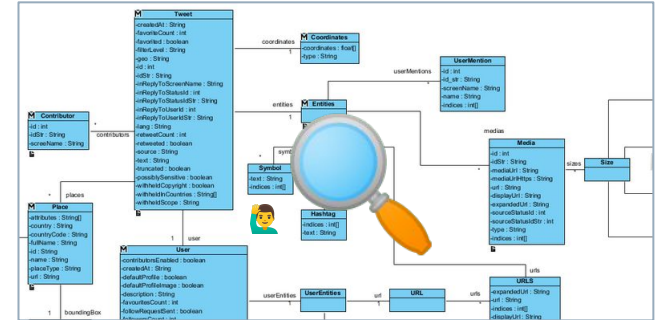 Tweet
-createdAt : String
-favoriteCount : int
-favorited : boolean
-filterLevel : String
-geo : String
-id : int
-idStr : String
-inReplyToScreenName : String
-inReplyToStatusId : int
-inReplyToStatusIdStr : String
-inReplyToUserId : int
-inReplyToUserIdStr : String
-lang : String
-retweetCount : int
-retweeted : boolean
-source : String
-text : String
-truncated : boolean
-possiblySensitive : boolean
-withheldCopyright : boolean
-withheldInCountries : String[]
-withheldScope : String
coordinates
1
Coordinates
-coordinates : float[]
-type : String
userMentions
*
UserMention
-id : int
-id_str : String
-screenName : String
-name : String
-indices : int[]
Contributor
-id : int
-idStr : String
-screeName : String
*
contributors
entities
1
Entities
medias
*
Media
-id : int
-idStr : String
-mediaUrl : String
-mediaUrlHttps : String
-url : String
-displayUrl : String
-expandedUrl : String
-sourceStatusId : int
-sourceStatusIdStr : int
-type : String
-indices : int[]
sizes
*
Size
Symbol
-text : String
-indices : int[]
Hashtag
-indices : int[]
-text : String
*
places
Place
-attributes : String[]
-country : String
-countryCode : String
-fullName : String
-id : String
-name : String
-placeType : String
-url : String
1
boundingBox
1
user
User
-contributorsEnabled : boolean
-createdAt : String
-defaultProfile : boolean
-defaultProfileImage : boolean
-description : String
-favouritesCount : int
-followRequestSent : boolean
userEntities
1
UserEntities
url
1
URL
urls
*
urls
*
URLS
-expandedUrl : String
-url : String
-indices : int[]
-displayUrl : String